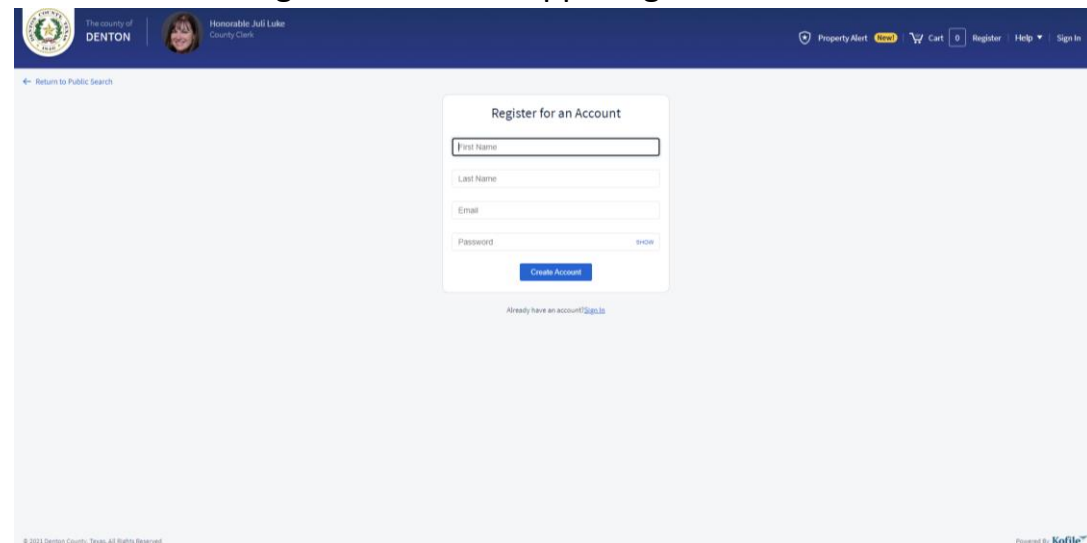 The county of
DENTON
Honorable Juli Luke
County Clerk
Property Alert New! Cart 0 Register Help ▼ Sign In
← Return to Public Search
Register for an Account
First Name
Last Name
Email
Password SHOW
Create Account
Already have an account?Sign In
© 2021 Denton County, Texas. All Rights Reserved
Powered By Kofile